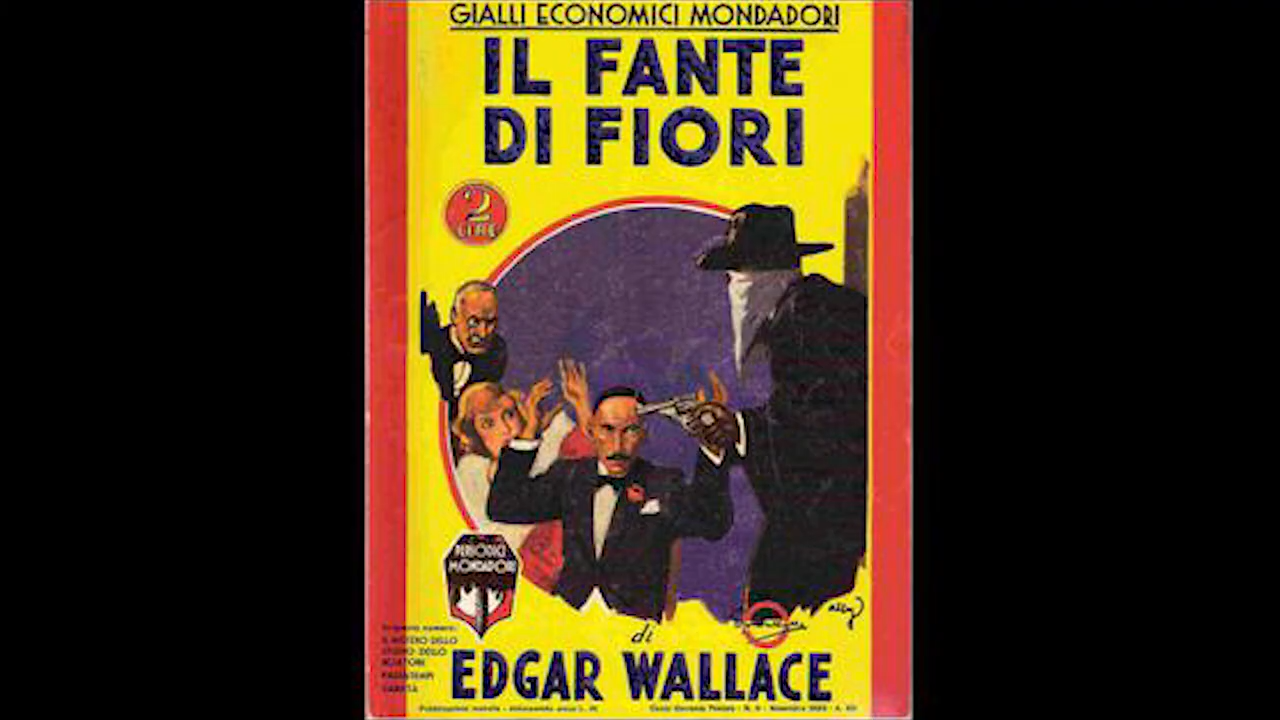 GIALLI ECONOMICI MONDADORI
IL FANTE
DI FIORI
2
LIRE
PERIODICI
MONDADORI
di
EDGAR WALLACE